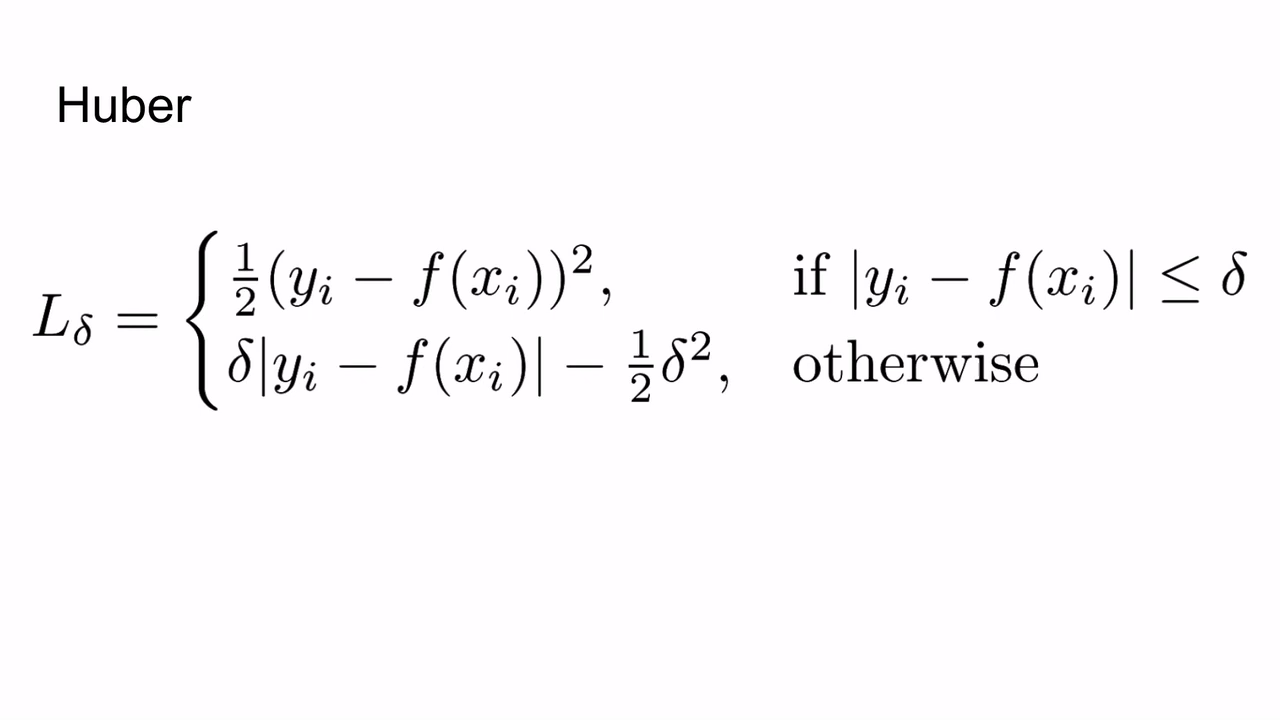 Huber
L_δ = { ½(y_i − f(x_i))², if |y_i − f(x_i)| ≤ δ
δ|y_i − f(x_i)| − ½δ², otherwise